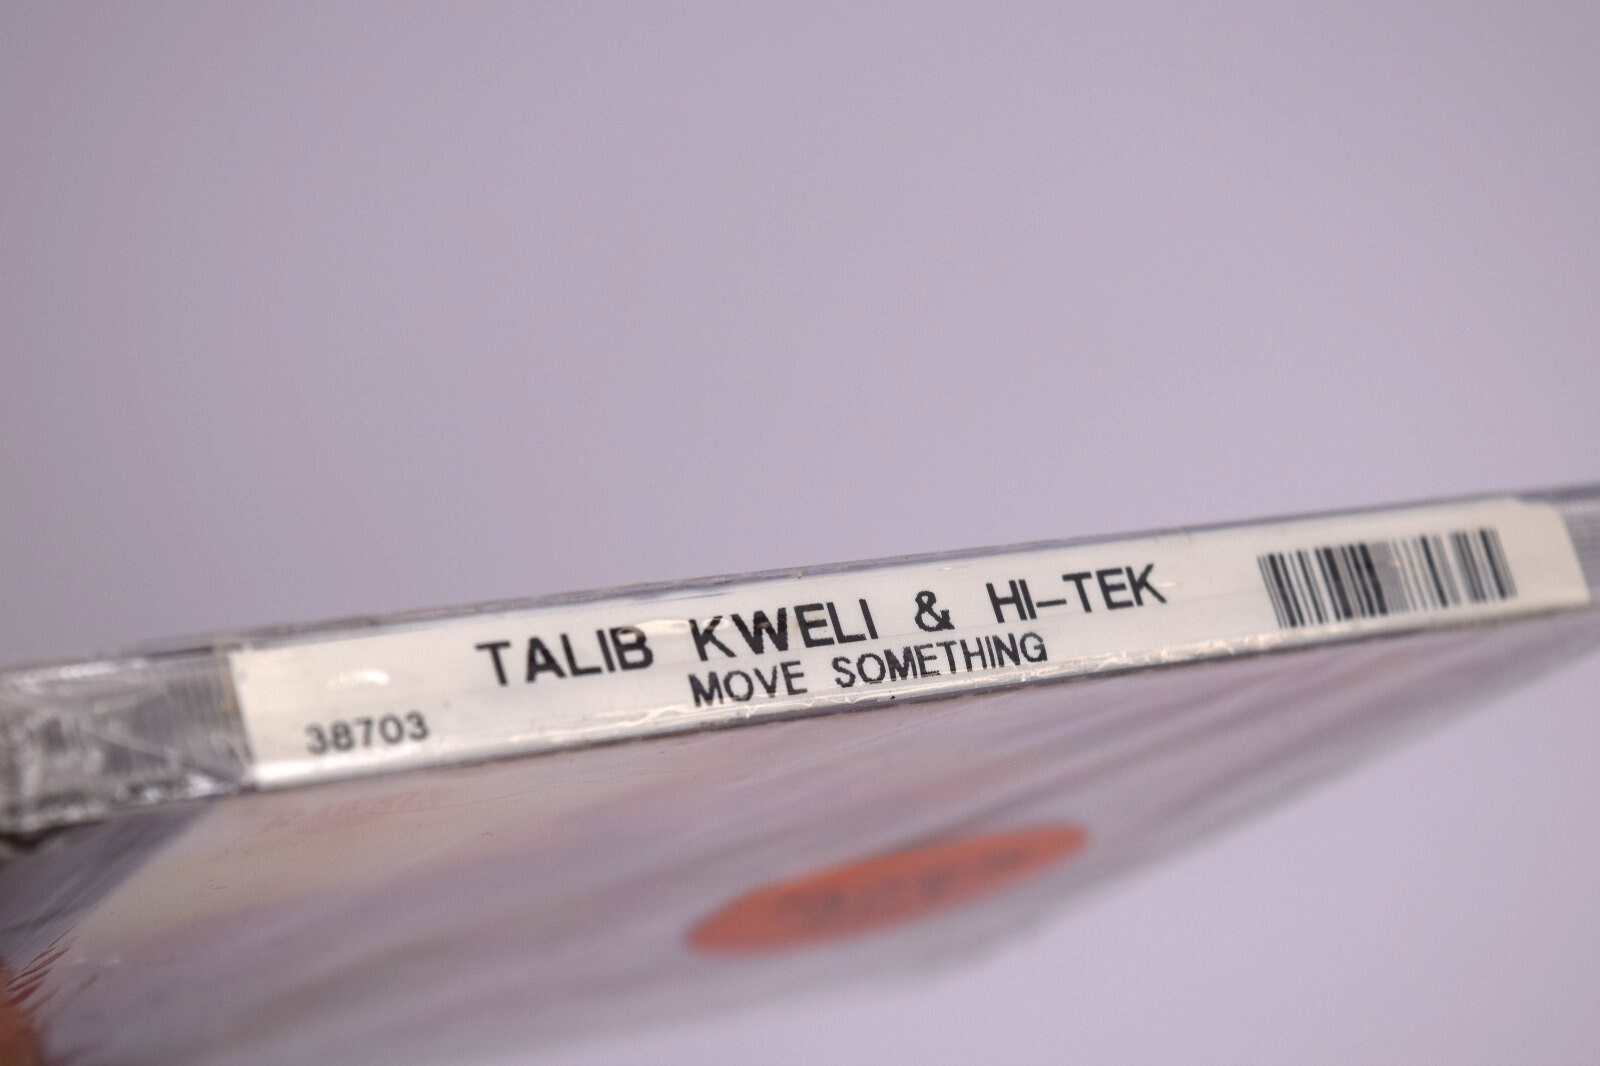 TALIB KWELI & HI-TEK
MOVE SOMETHING
38703